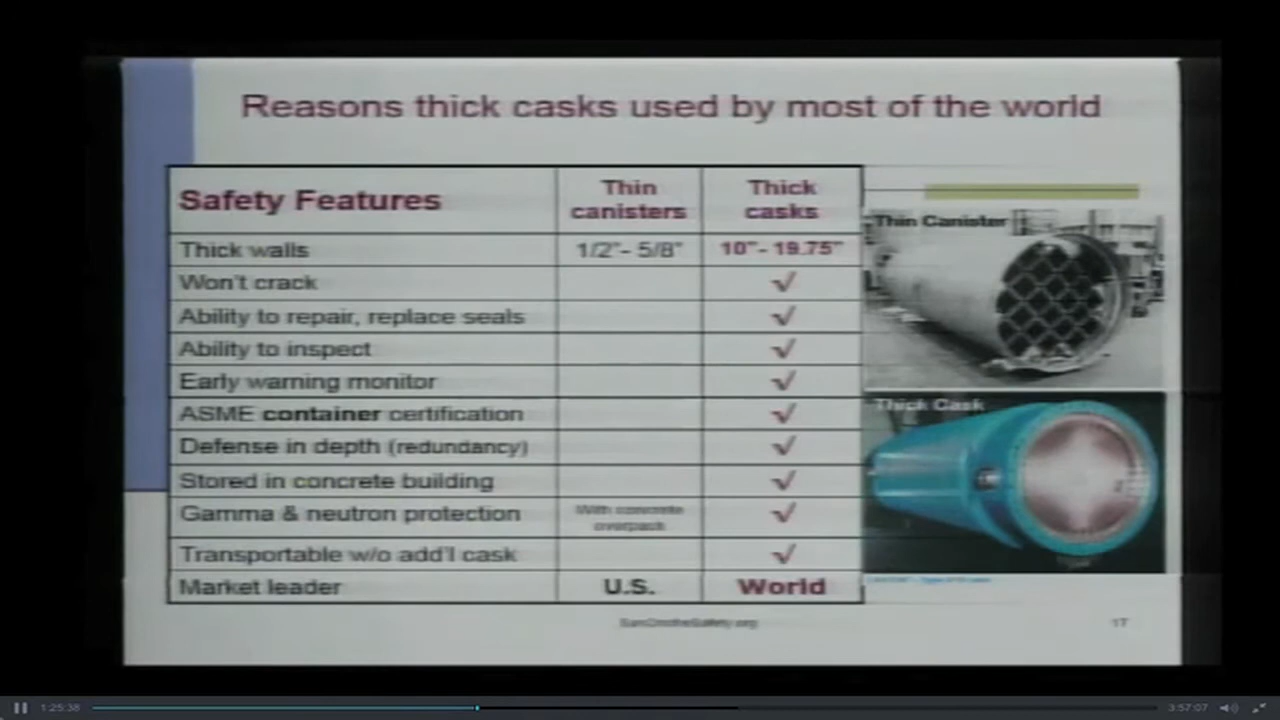 Reasons thick casks used by most of the world
Safety Features Thin canisters Thick casks
Thick walls 1/2"- 5/8" 10"- 19.75"
Won't crack √
Ability to repair, replace seals √
Ability to inspect √
Early warning monitor √
ASME container certification √
Defense in depth (redundancy) √
Stored in concrete building √
Gamma & neutron protection With concrete overpack √
Transportable w/o add'l cask √
Market leader U.S. World
Thin Canister
Thick Cask
SanOnofreSafety.org
17
1:25:38
3:57:07